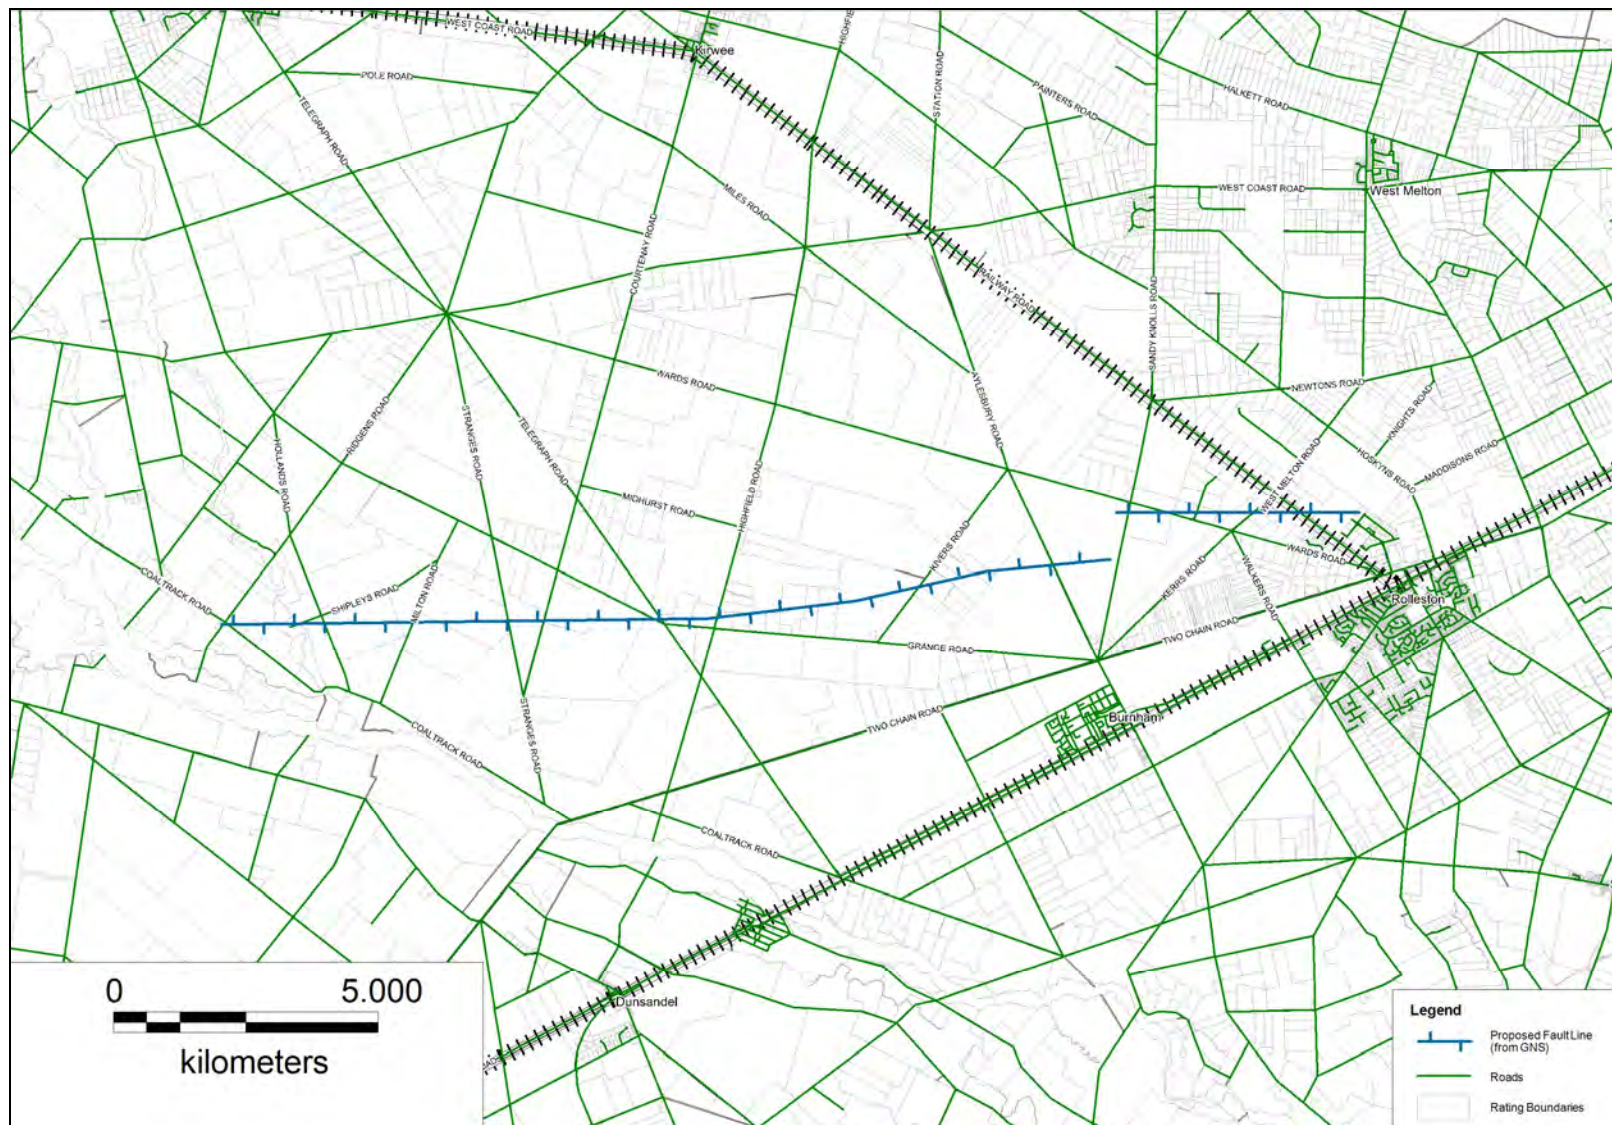 WEST COAST ROAD
Kirwee
HIGHFIE
STATION ROAD
POLE ROAD
TELEGRAPH ROAD
PAINTERS ROAD
HALKETT ROAD
MILES ROAD
WEST COAST ROAD
West Melton
COURTENAY ROAD
RAILWAY ROAD
SANDY KNOLLS ROAD
WARDS ROAD
AYLESBURY ROAD
NEWTONS ROAD
KNIGHTS ROAD
HOLLANDS ROAD
RIDGENS ROAD
STRANGES ROAD
TELEGRAPH ROAD
HIGHFIELD ROAD
MIDHURST ROAD
WEST MELTON ROAD
HOSKYNS ROAD
MADDISONS ROAD
KIVERS ROAD
WARDS ROAD
COALTRACK ROAD
SHIPLEYS ROAD
MILTON ROAD
KERRS ROAD
WALKERS ROAD
Rolleston
GRANGE ROAD
TWO CHAIN ROAD
STRANGES ROAD
TWO CHAIN ROAD
Burnham
COALTRACK ROAD
COALTRACK ROAD
Dunsandel
0 5.000
kilometers
Legend
Proposed Fault Line
(from GNS)
Roads
Rating Boundaries